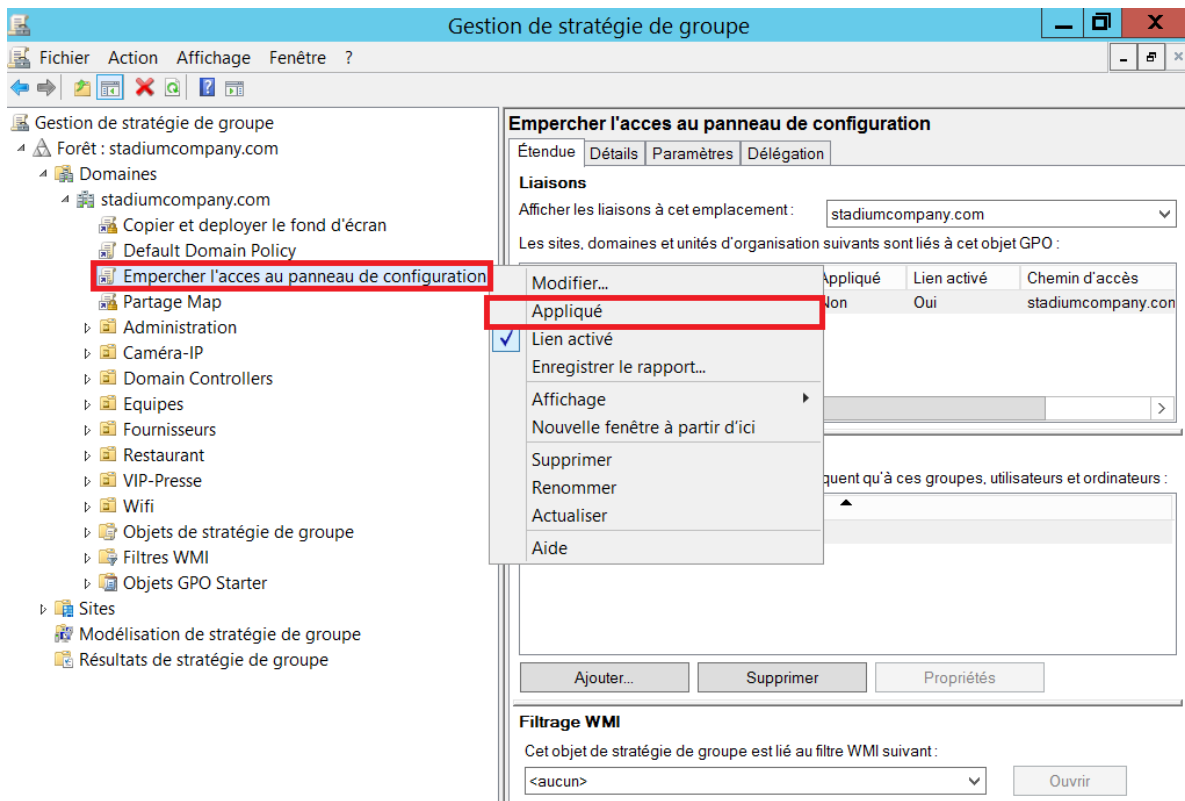 Gestion de stratégie de groupe
Fichier Action Affichage Fenêtre ?
Gestion de stratégie de groupe
Forêt : stadiumcompany.com
Domaines
stadiumcompany.com
Copier et deployer le fond d'écran
Default Domain Policy
Empercher l'acces au panneau de configuration
Partage Map
Administration
Caméra-IP
Domain Controllers
Equipes
Fournisseurs
Restaurant
VIP-Presse
Wifi
Objets de stratégie de groupe
Filtres WMI
Objets GPO Starter
Sites
Modélisation de stratégie de groupe
Résultats de stratégie de groupe
Empercher l'acces au panneau de configuration
Étendue Détails Paramètres Délégation
Liaisons
Afficher les liaisons à cet emplacement : stadiumcompany.com
Les sites, domaines et unités d'organisation suivants sont liés à cet objet GPO :
Appliqué Lien activé Chemin d'accès
Non Oui stadiumcompany.con
Modifier...
Appliqué
Lien activé
Enregistrer le rapport...
Affichage
Nouvelle fenêtre à partir d'ici
Supprimer
Renommer
Actualiser
Aide
quent qu'à ces groupes, utilisateurs et ordinateurs :
Ajouter... Supprimer Propriétés
Filtrage WMI
Cet objet de stratégie de groupe est lié au filtre WMI suivant :
<aucun> Ouvrir